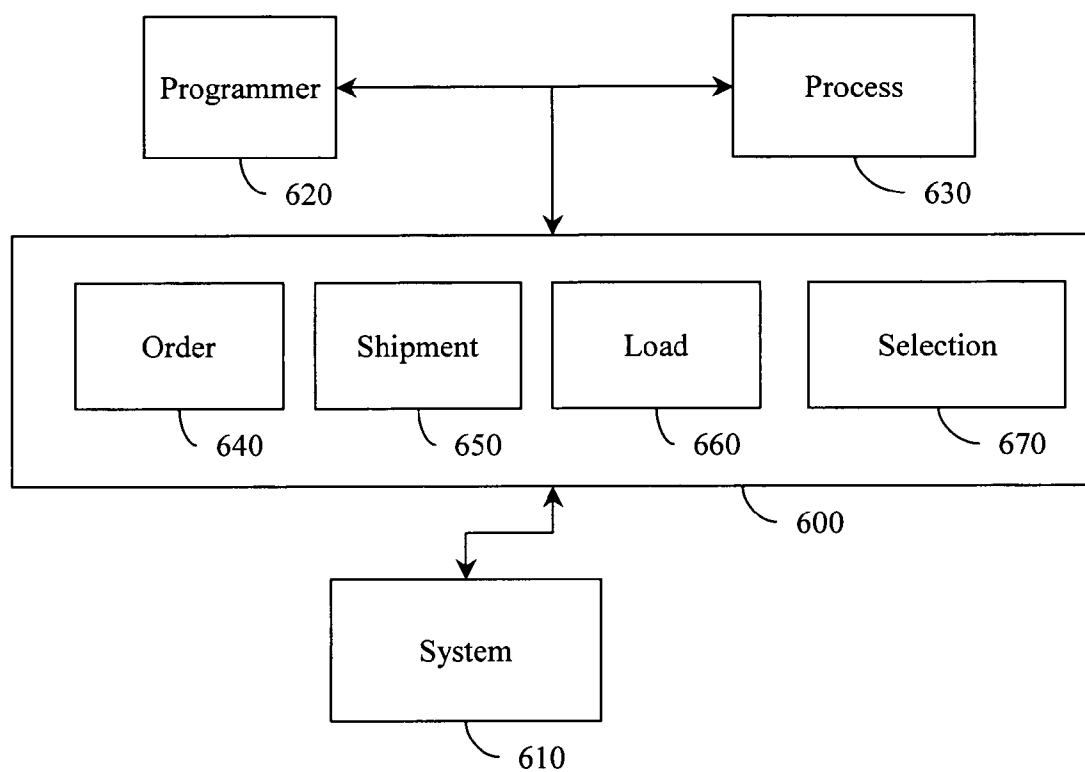 Programmer
Process
620
630
Order
Shipment
Load
Selection
640
650
660
670
600
System
610